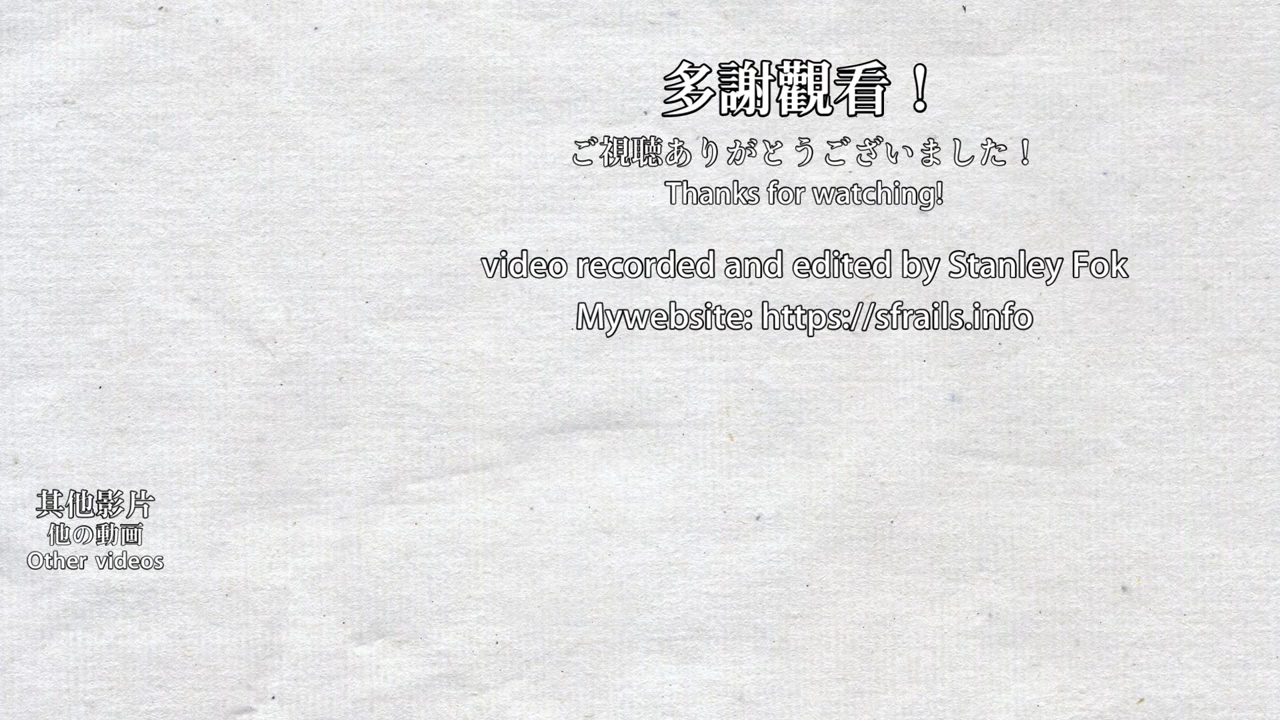 多謝觀看！
ご視聴ありがとうございました！
Thanks for watching!
video recorded and edited by Stanley Fok
Mywebsite: https://sfrails.info
其他影片
他の動画
Other videos